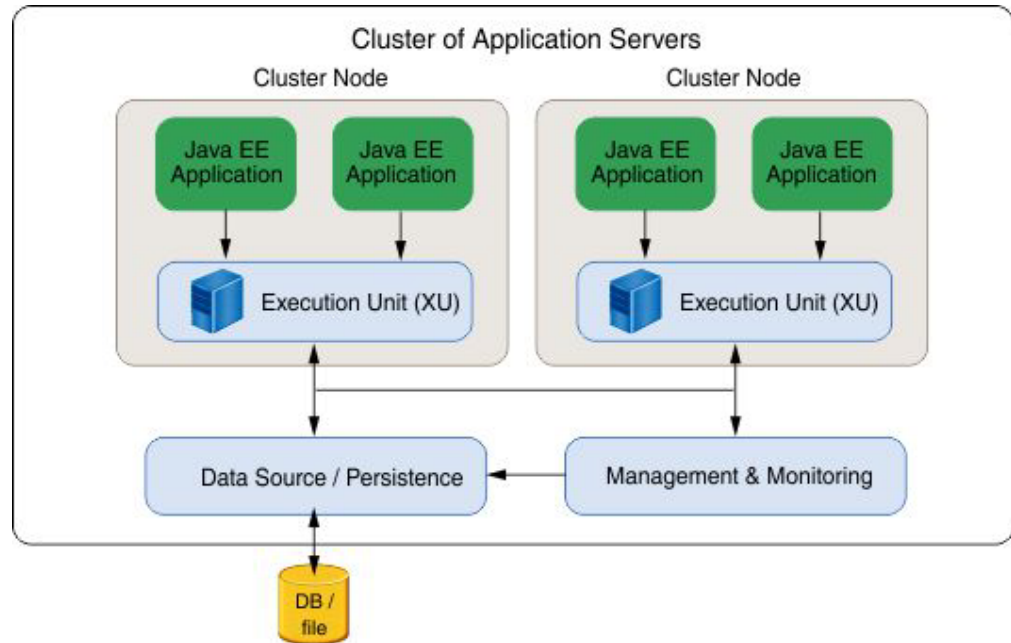 Cluster of Application Servers
Cluster Node
Cluster Node
Java EE
Application
Java EE
Application
Java EE
Application
Java EE
Application
Execution Unit (XU)
Execution Unit (XU)
Data Source / Persistence
Management & Monitoring
DB /
file